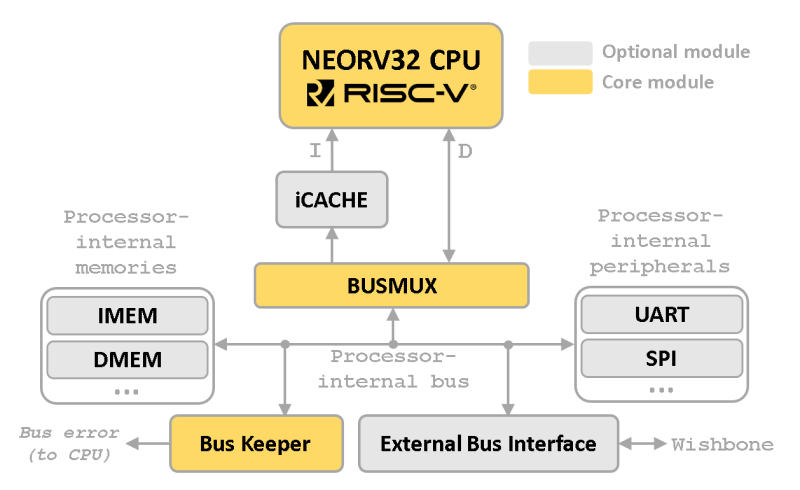 NEORV32 CPU
RISC-V®
Optional module
Core module
I
D
iCACHE
Processor-
internal
memories
Processor-
internal
peripherals
BUSMUX
IMEM
DMEM
...
UART
SPI
...
Processor-
internal bus
Bus error
(to CPU)
Bus Keeper
External Bus Interface
Wishbone